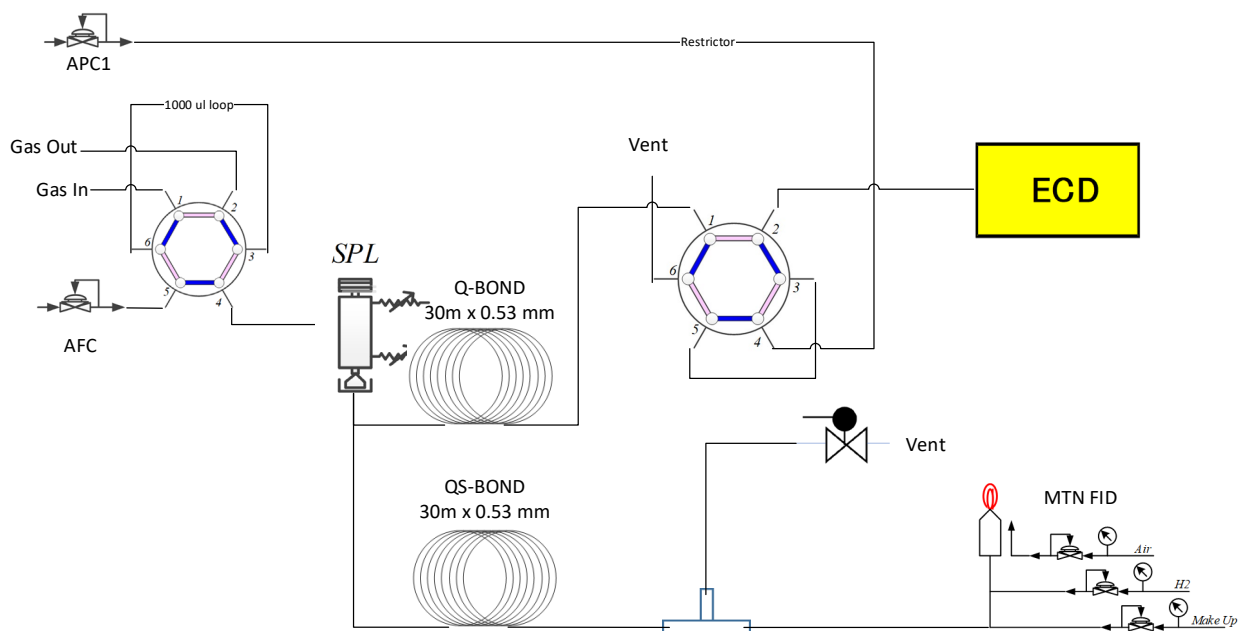 APC1
Restrictor
1000 ul loop
Gas Out
Gas In
1
2
3
4
5
6
AFC
SPL
Q-BOND
30m x 0.53 mm
Vent
1
2
3
4
5
6
ECD
Vent
QS-BOND
30m x 0.53 mm
MTN FID
Air
H2
Make Up